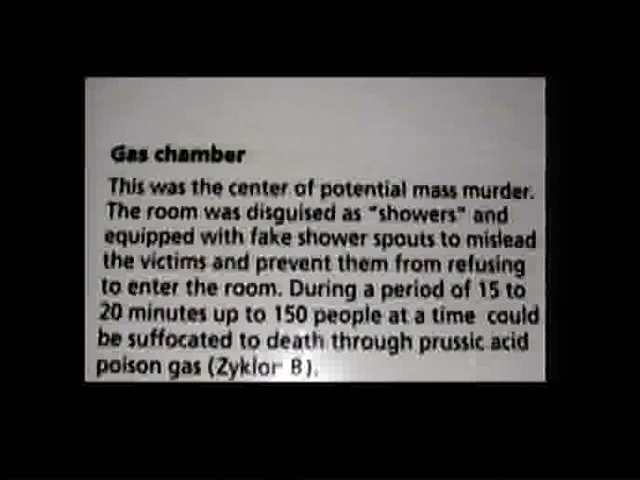 Gas chamber
This was the center of potential mass murder.
The room was disguised as "showers" and
equipped with fake shower spouts to mislead
the victims and prevent them from refusing
to enter the room. During a period of 15 to
20 minutes up to 150 people at a time could
be suffocated to death through prussic acid
poison gas (Zyklon B).